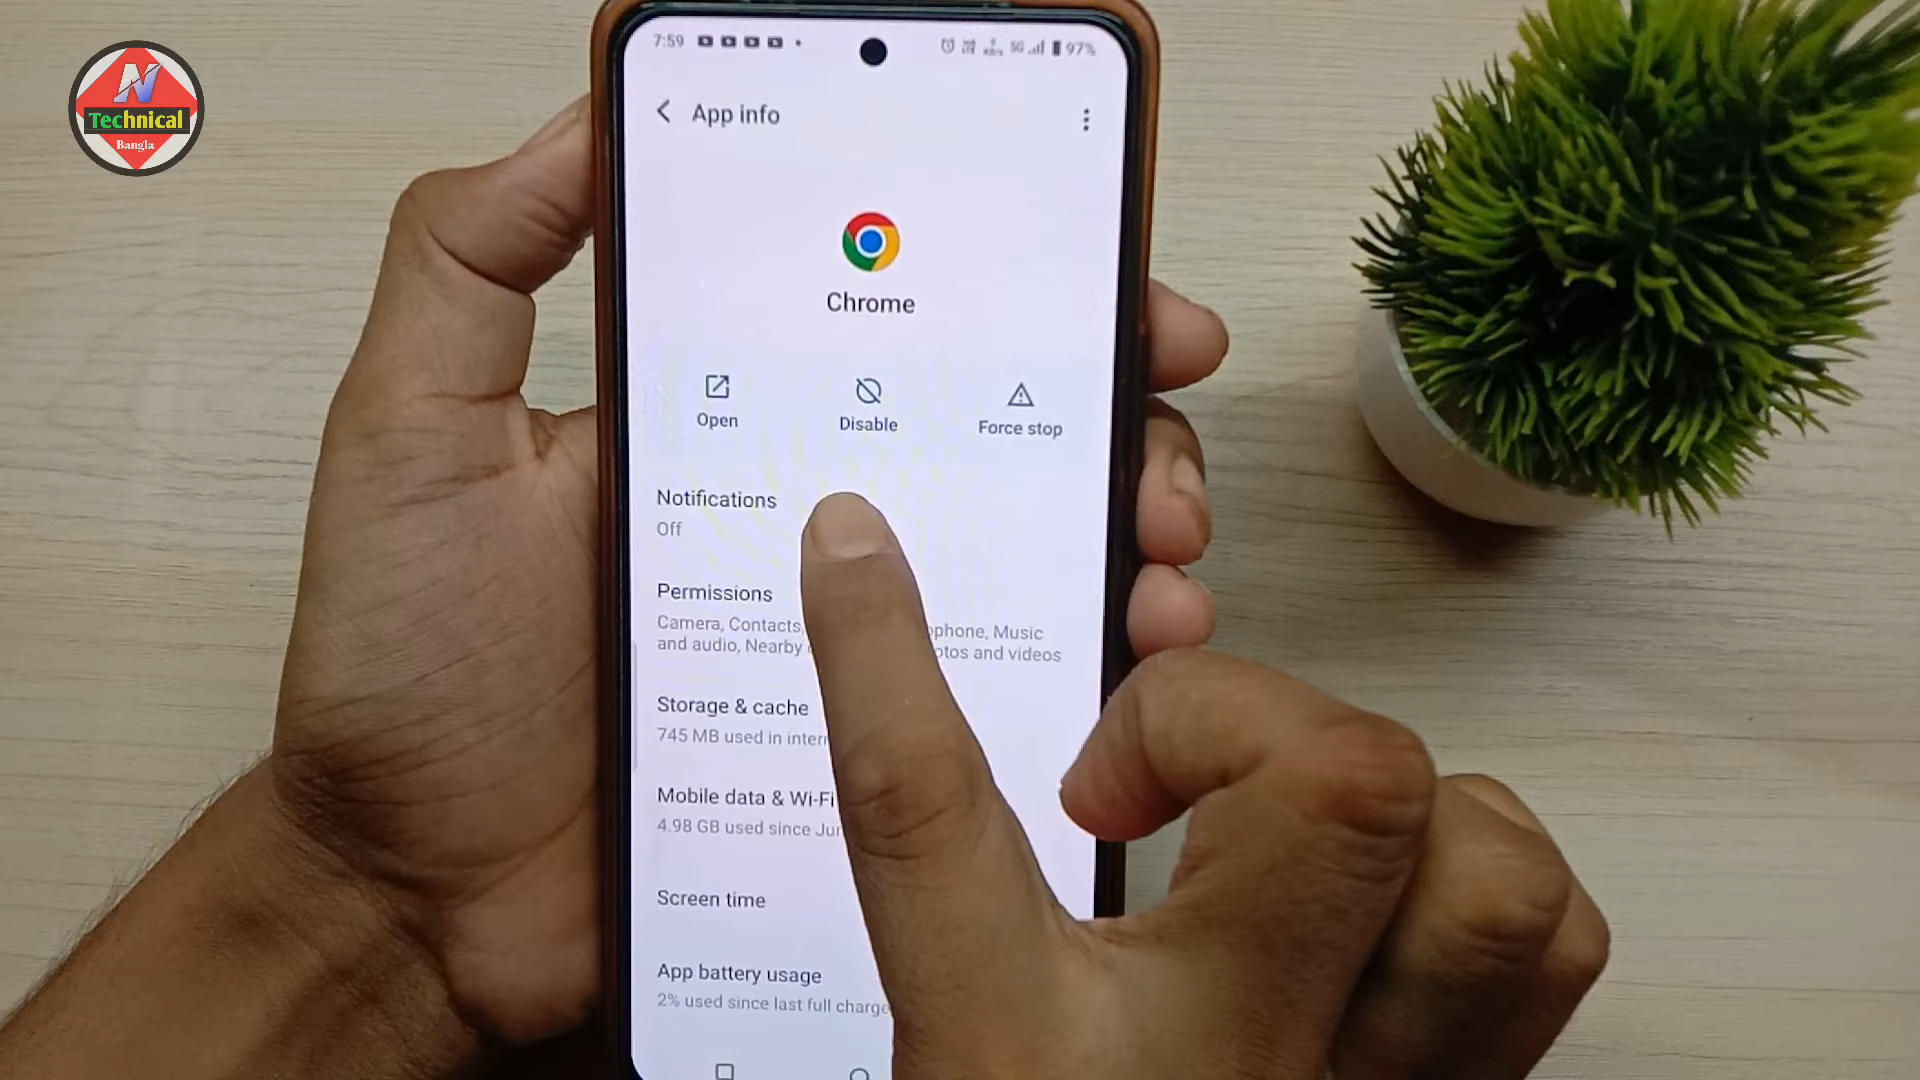 N
Technical
Bangla
7:59
5G 97%
App info
Chrome
Open
Disable
Force stop
Notifications
Off
Permissions
Camera, Contacts, phone, Music
and audio, Nearby otos and videos
Storage & cache
745 MB used in inter
Mobile data & Wi-Fi
4.98 GB used since Jun
Screen time
App battery usage
2% used since last full charge